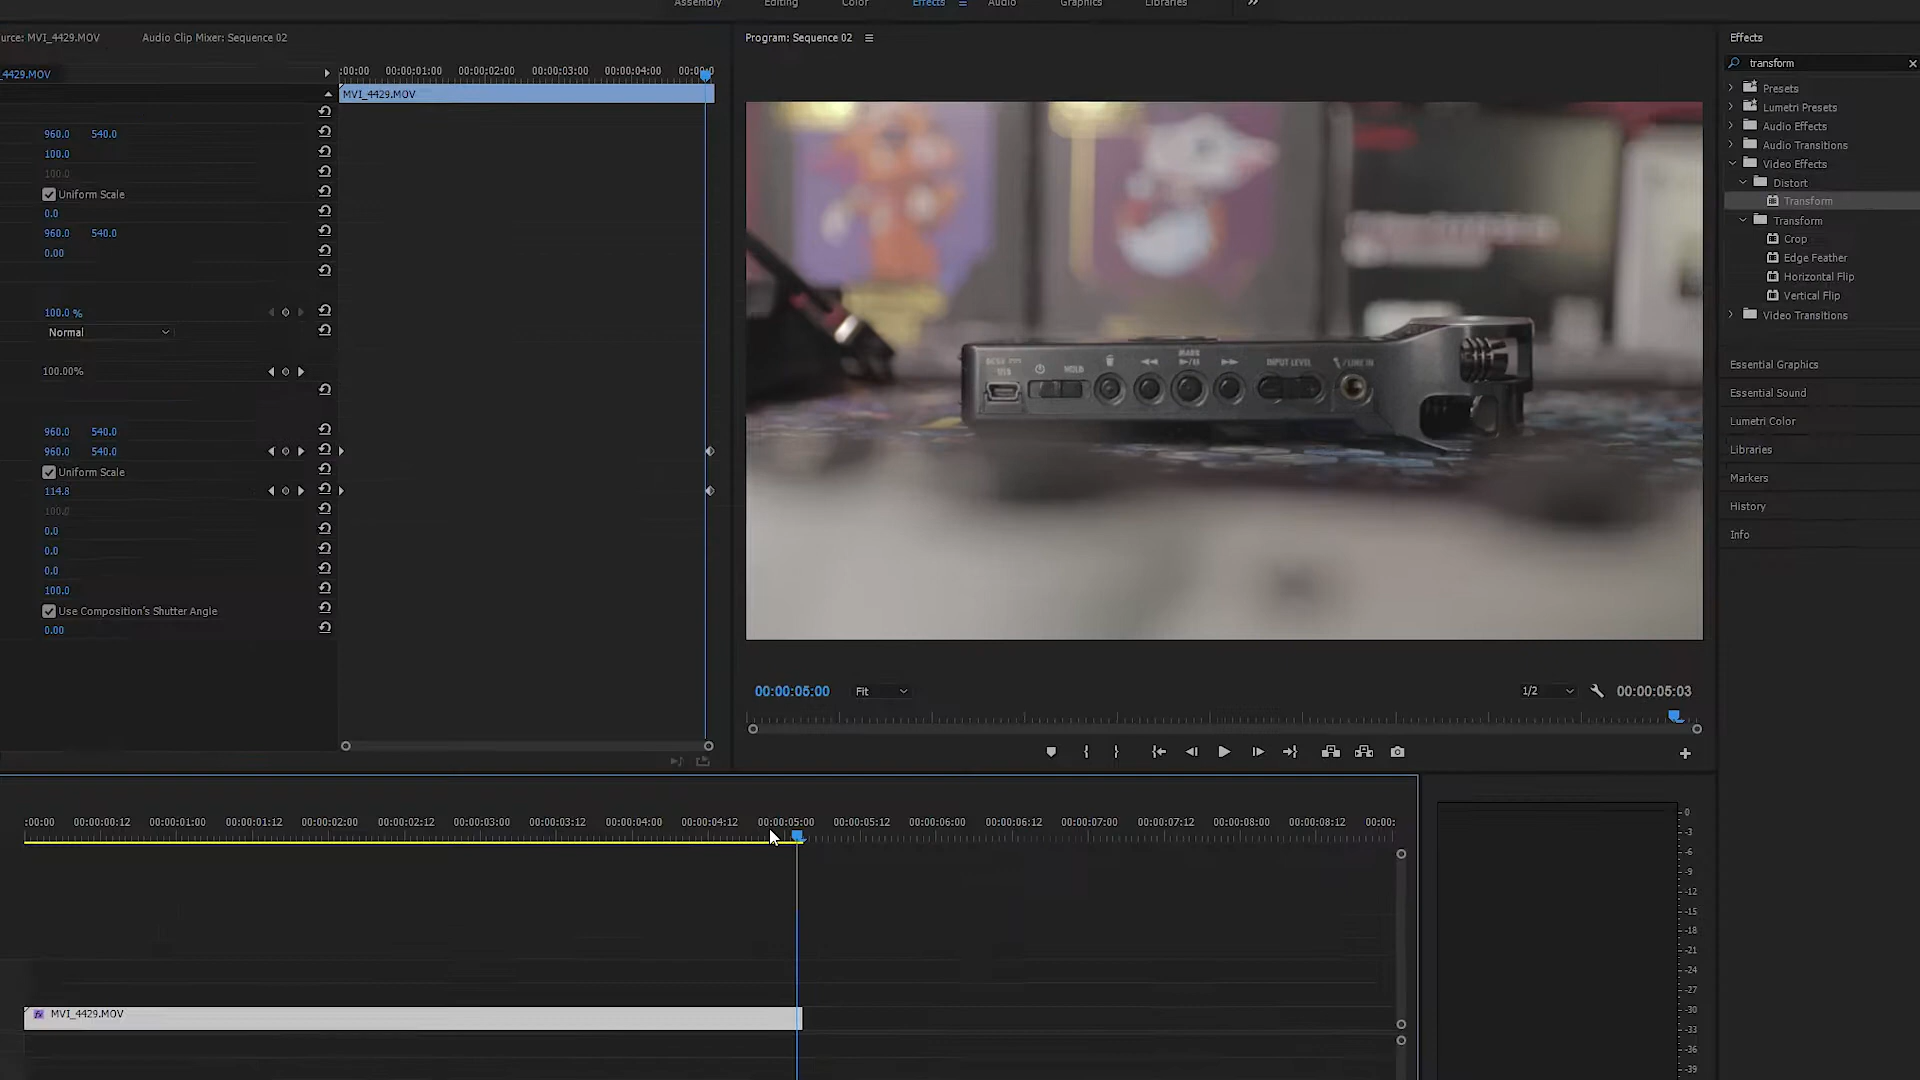 Assembly Editing Color Effects Audio Graphics Libraries
urce: MVI_4429.MOV Audio Clip Mixer: Sequence 02
Program: Sequence 02
Effects
_4429.MOV
:00:00 00:00:01:00 00:00:02:00 00:00:03:00 00:00:04:00 00:00:0
MVI_4429.MOV
960.0 540.0
100.0
100.0
Uniform Scale
0.0
960.0 540.0
0.00
100.0 %
Normal
100.00%
960.0 540.0
960.0 540.0
Uniform Scale
114.8
100.0
0.0
0.0
0.0
100.0
Use Composition's Shutter Angle
0.00
USB
HOLD
MARK
INPUT LEVEL
/LINE IN
00:00:05:00 Fit 1/2 00:00:05:03
transform
Presets
Lumetri Presets
Audio Effects
Audio Transitions
Video Effects
Distort
Transform
Transform
Crop
Edge Feather
Horizontal Flip
Vertical Flip
Video Transitions
Essential Graphics
Essential Sound
Lumetri Color
Libraries
Markers
History
Info
:00:00 00:00:00:12 00:00:01:00 00:00:01:12 00:00:02:00 00:00:02:12 00:00:03:00 00:00:03:12 00:00:04:00 00:00:04:12 00:00:05:00 00:00:05:12 00:00:06:00 00:00:06:12 00:00:07:00 00:00:07:12 00:00:08:00 00:00:08:12 00:00:
fx MVI_4429.MOV
0
-3
-6
-9
-12
-15
-18
-21
-24
-27
-30
-33
-36
-39